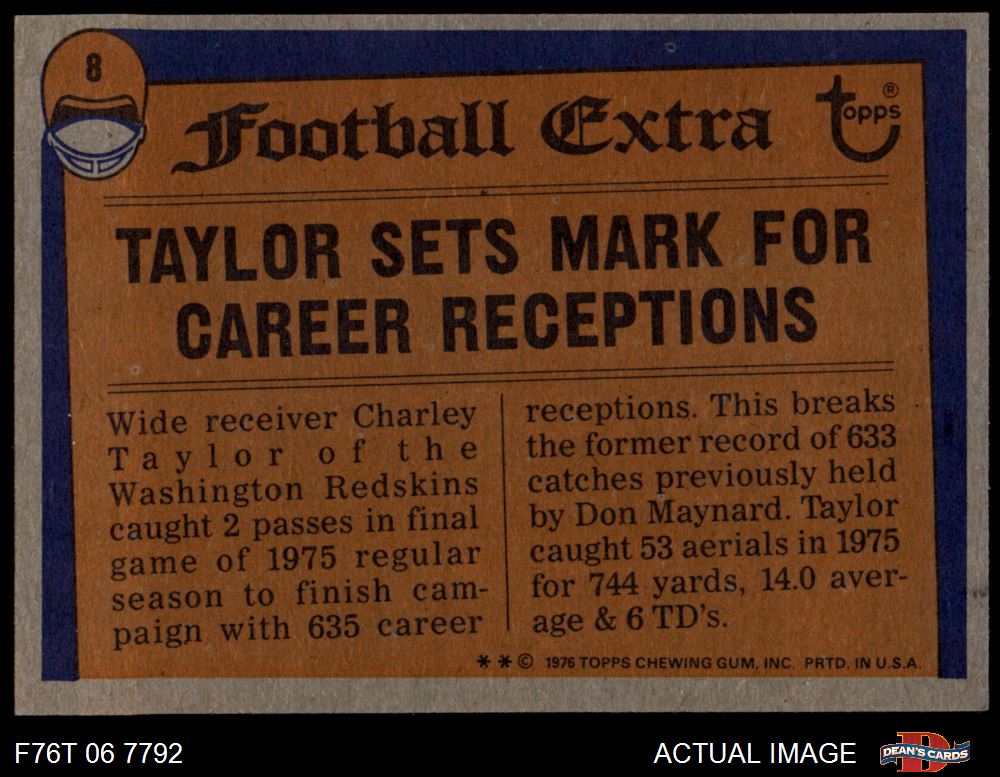 8
Football Extra
topps ®
TAYLOR SETS MARK FOR
CAREER RECEPTIONS
Wide receiver Charley
Taylor of the
Washington Redskins
caught 2 passes in final
game of 1975 regular
season to finish cam-
paign with 635 career
receptions. This breaks
the former record of 633
catches previously held
by Don Maynard. Taylor
caught 53 aerials in 1975
for 744 yards, 14.0 aver-
age & 6 TD's.
* * © 1976 TOPPS CHEWING GUM, INC. PRTD. IN U.S.A.
F76T 06 7792
ACTUAL IMAGE
D
DEAN'S CARDS